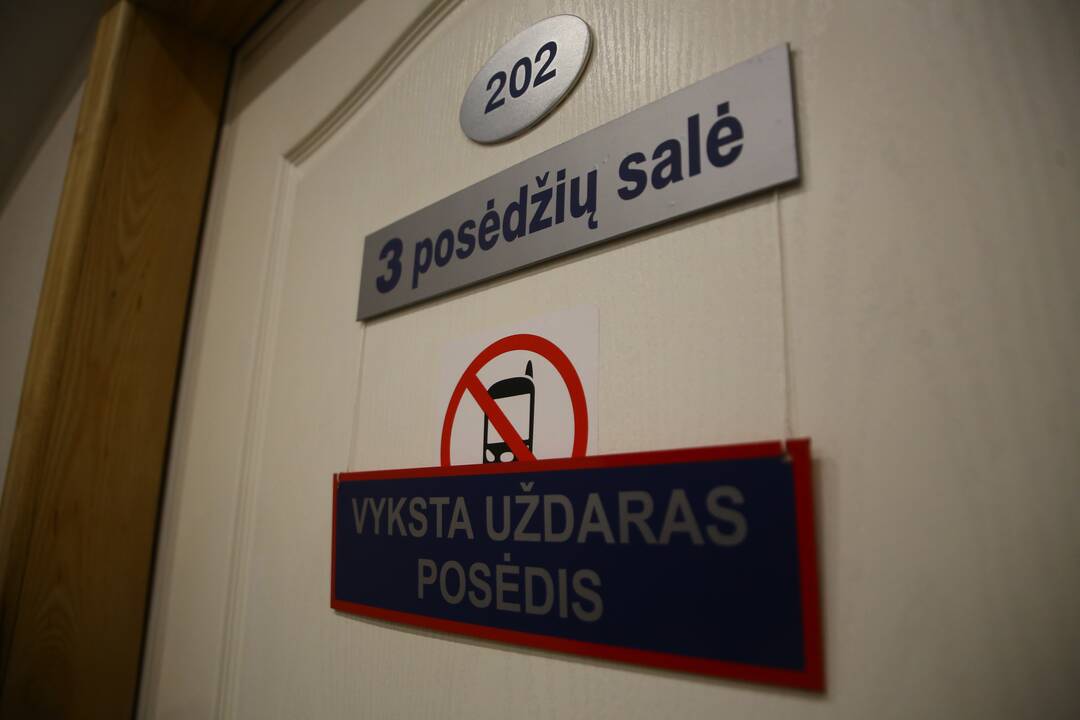 202
3 posėdžių salė
VYKSTA UŽDARAS
POSĖDIS